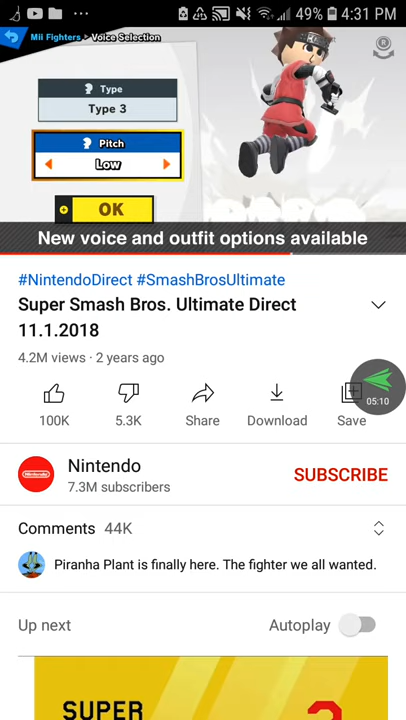 49% 4:31 PM
Mii Fighters ▸ Voice Selection
R
Type
Type 3
Pitch
Low
OK
New voice and outfit options available
#NintendoDirect #SmashBrosUltimate
Super Smash Bros. Ultimate Direct
11.1.2018
4.2M views · 2 years ago
05:10
100K
5.3K
Share
Download
Save
Nintendo
Nintendo
7.3M subscribers
SUBSCRIBE
Comments 44K
Piranha Plant is finally here. The fighter we all wanted.
Up next
Autoplay
SUPER